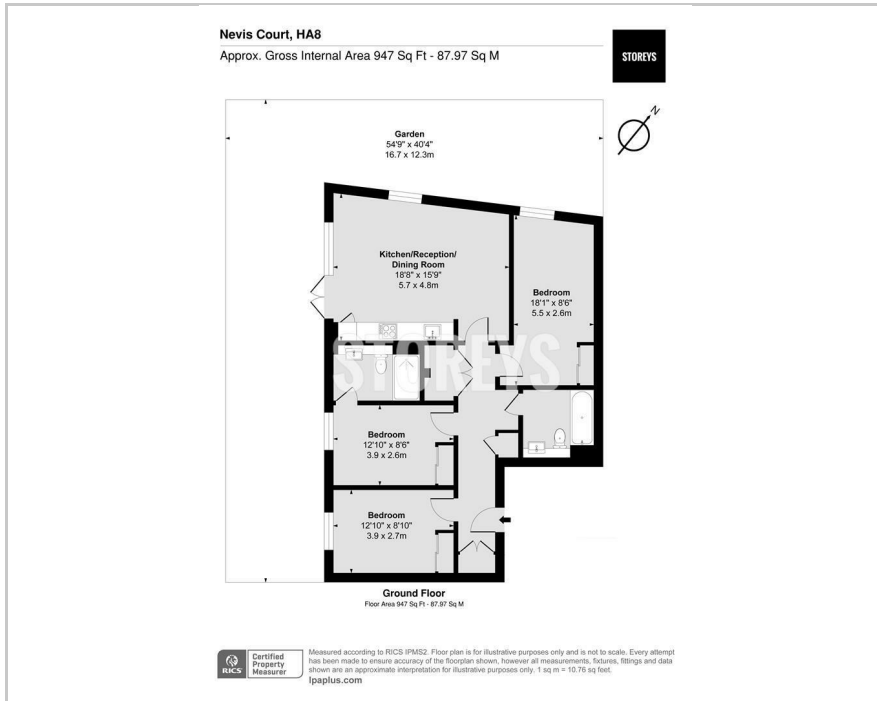 Nevis Court, HA8
Approx. Gross Internal Area 947 Sq Ft - 87.97 Sq M
STOREYS
N
Garden
54'9" x 40'4"
16.7 x 12.3m
Kitchen/Reception/
Dining Room
18'8" x 15'9"
5.7 x 4.8m
Bedroom
18'1" x 8'6"
5.5 x 2.6m
STOREYS
Bedroom
12'10" x 8'6"
3.9 x 2.6m
Bedroom
12'10" x 8'10"
3.9 x 2.7m
Ground Floor
Floor Area 947 Sq Ft - 87.97 Sq M
RICS
Certified
Property
Measurer
Measured according to RICS IPMS2. Floor plan is for illustrative purposes only and is not to scale. Every attempt
has been made to ensure accuracy of the floorplan shown, however all measurements, fixtures, fittings and data
shown are an approximate interpretation for illustrative purposes only. 1 sq m = 10.76 sq feet.
lpaplus.com